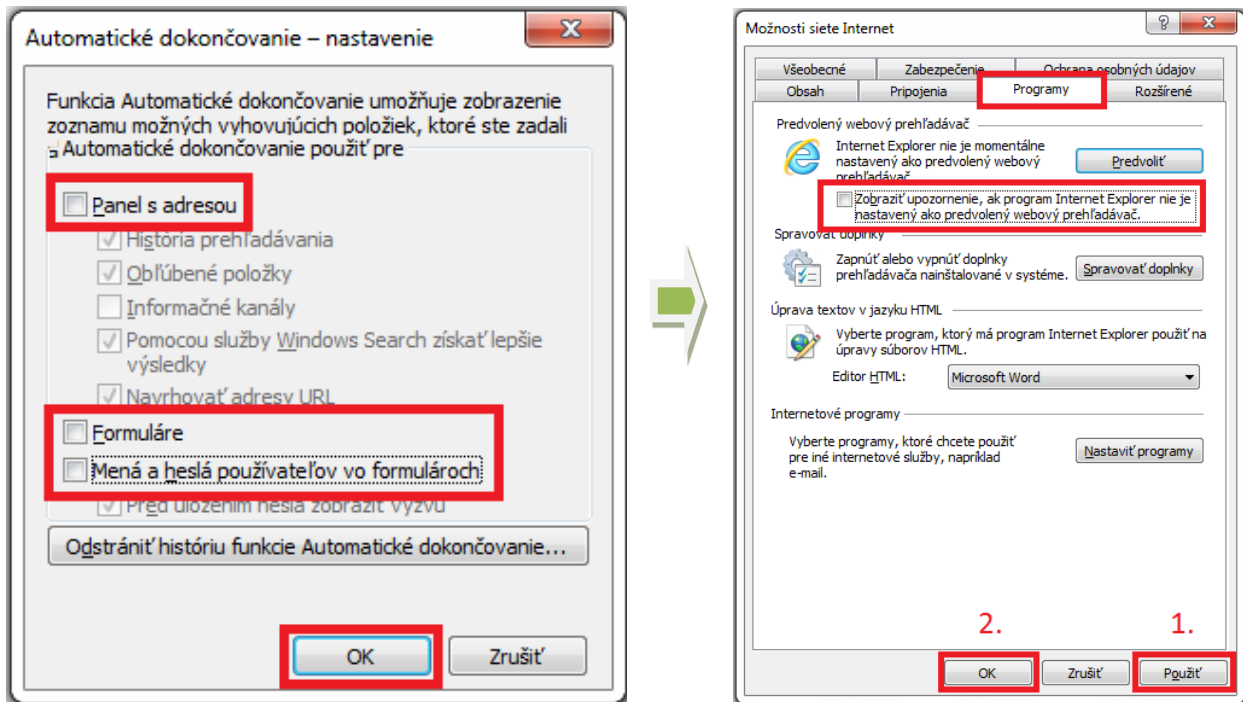 Automatické dokončovanie – nastavenie
Funkcia Automatické dokončovanie umožňuje zobrazenie
zoznamu možných vyhovujúcich položiek, ktoré ste zadali
Automatické dokončovanie použiť pre
Panel s adresou
História prehľadávania
Obľúbené položky
Informačné kanály
Pomocou služby Windows Search získať lepšie
výsledky
Navrhovať adresy URL
Formuláre
Mená a heslá používateľov vo formulároch
Pred uložením hesla zobraziť výzvu
Odstrániť históriu funkcie Automatické dokončovanie...
OK
Zrušiť
Možnosti siete Internet
Všeobecné
Zabezpečenie
Ochrana osobných údajov
Obsah
Pripojenia
Programy
Rozšírené
Predvolený webový prehľadávač
Internet Explorer nie je momentálne
nastavený ako predvolený webový
prehľadávač.
Predvoliť
Zobraziť upozornenie, ak program Internet Explorer nie je
nastavený ako predvolený webový prehľadávač.
Spravovať doplnky
Zapnúť alebo vypnúť doplnky
prehľadávača nainštalované v systéme.
Spravovať doplnky
Úprava textov v jazyku HTML
Vyberte program, ktorý má program Internet Explorer použiť na
úpravy súborov HTML.
Editor HTML:
Microsoft Word
Internetové programy
Vyberte programy, ktoré chcete použiť
pre iné internetové služby, napríklad
e-mail.
Nastaviť programy
2.
1.
OK
Zrušiť
Použiť